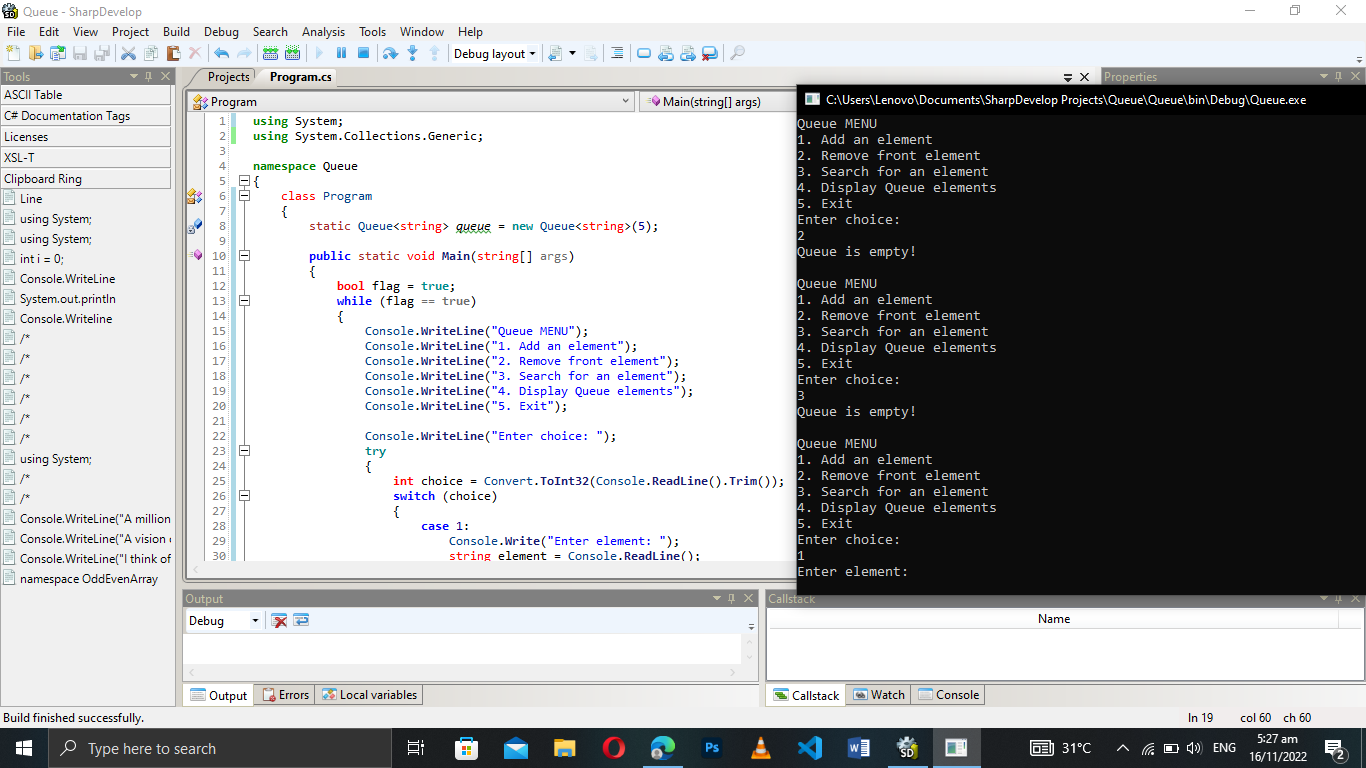 Queue - SharpDevelop
File Edit View Project Build Debug Search Analysis Tools Window Help
Debug layout
Tools
ASCII Table
C# Documentation Tags
Licenses
XSL-T
Clipboard Ring
Line
using System;
using System;
int i = 0;
Console.WriteLine
System.out.println
Console.Writeline
/*
/*
/*
/*
/*
/*
using System;
/*
/*
Console.WriteLine("A million
Console.WriteLine("A vision
Console.WriteLine("I think of
namespace OddEvenArray
Projects Program.cs
Program Main(string[] args)
1 using System;
2 using System.Collections.Generic;
3
4 namespace Queue
5 {
6 class Program
7 {
8 static Queue<string> queue = new Queue<string>(5);
9
10 public static void Main(string[] args)
11 {
12 bool flag = true;
13 while (flag == true)
14 {
15 Console.WriteLine("Queue MENU");
16 Console.WriteLine("1. Add an element");
17 Console.WriteLine("2. Remove front element");
18 Console.WriteLine("3. Search for an element");
19 Console.WriteLine("4. Display Queue elements");
20 Console.WriteLine("5. Exit");
21
22 Console.WriteLine("Enter choice: ");
23 try
24 {
25 int choice = Convert.ToInt32(Console.ReadLine().Trim());
26 switch (choice)
27 {
28 case 1:
29 Console.Write("Enter element: ");
30 string element = Console.ReadLine();
Properties
C:\Users\Lenovo\Documents\SharpDevelop Projects\Queue\Queue\bin\Debug\Queue.exe
Queue MENU
1. Add an element
2. Remove front element
3. Search for an element
4. Display Queue elements
5. Exit
Enter choice:
2
Queue is empty!
Queue MENU
1. Add an element
2. Remove front element
3. Search for an element
4. Display Queue elements
5. Exit
Enter choice:
3
Queue is empty!
Queue MENU
1. Add an element
2. Remove front element
3. Search for an element
4. Display Queue elements
5. Exit
Enter choice:
1
Enter element:
Output
Debug
Output Errors Local variables
Callstack
Name
Callstack Watch Console
Build finished successfully.
ln 19 col 60 ch 60
Type here to search
Ps
W
SD
31°C
ENG
5:27 am
16/11/2022
2